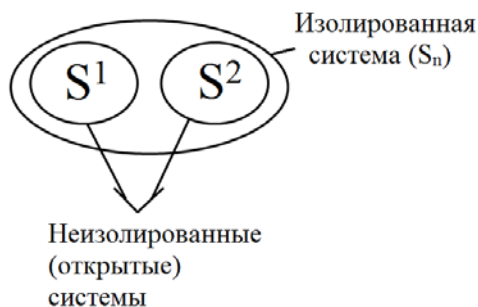 Изолированная
система (Sₙ)
S¹ S²
Неизолированные
(открытые)
системы